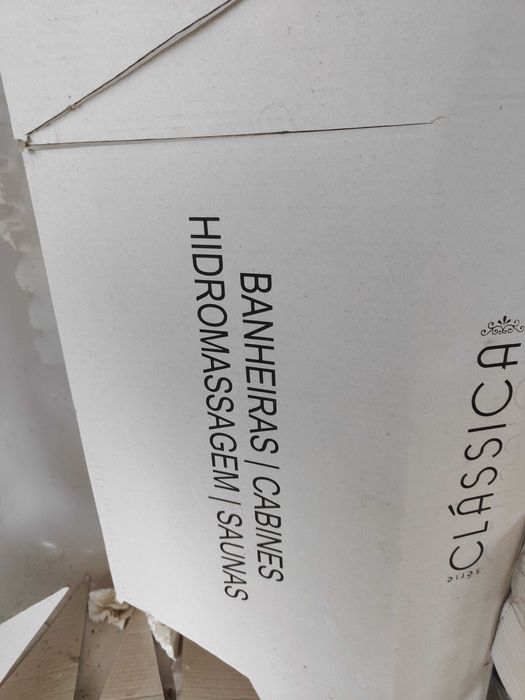 BANHEIRAS | CABINES
HIDROMASSAGEM | SAUNAS
série
CLÁSSICA